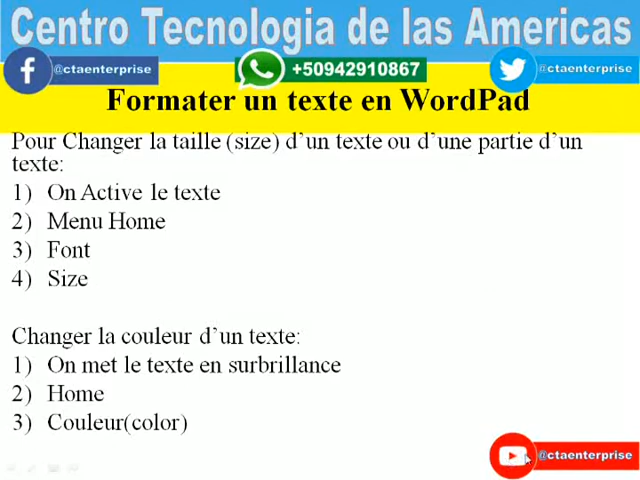 Centro Tecnologia de las Americas
@ctaenterprise
+50942910867
@ctaenterprise
Formater un texte en WordPad
Pour Changer la taille (size) d’un texte ou d’une partie d’un
texte:
1) On Active le texte
2) Menu Home
3) Font
4) Size
Changer la couleur d’un texte:
1) On met le texte en surbrillance
2) Home
3) Couleur(color)
@ctaenterprise